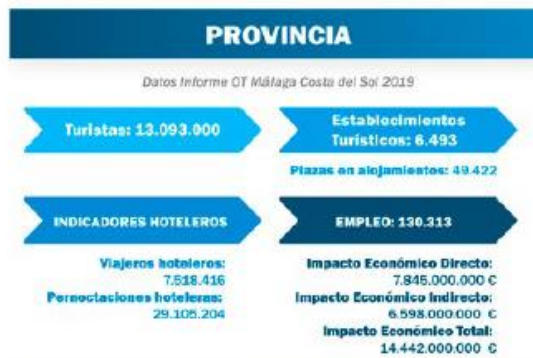 PROVINCIA
Datos Informe OT Málaga Costa del Sol 2019
Turistas: 13.093.000
Establecimientos
Turísticos: 6.493
Plazas en alojamientos: 49.422
INDICADORES HOTELEROS
Viajeros hoteleros:
7.518.416
Pernoctaciones hoteleras:
29.105.204
EMPLEO: 130.313
Impacto Económico Directo:
7.845.000.000 €
Impacto Económico Indirecto:
6.598.000.000 €
Impacto Económico Total:
14.442.000.000 €